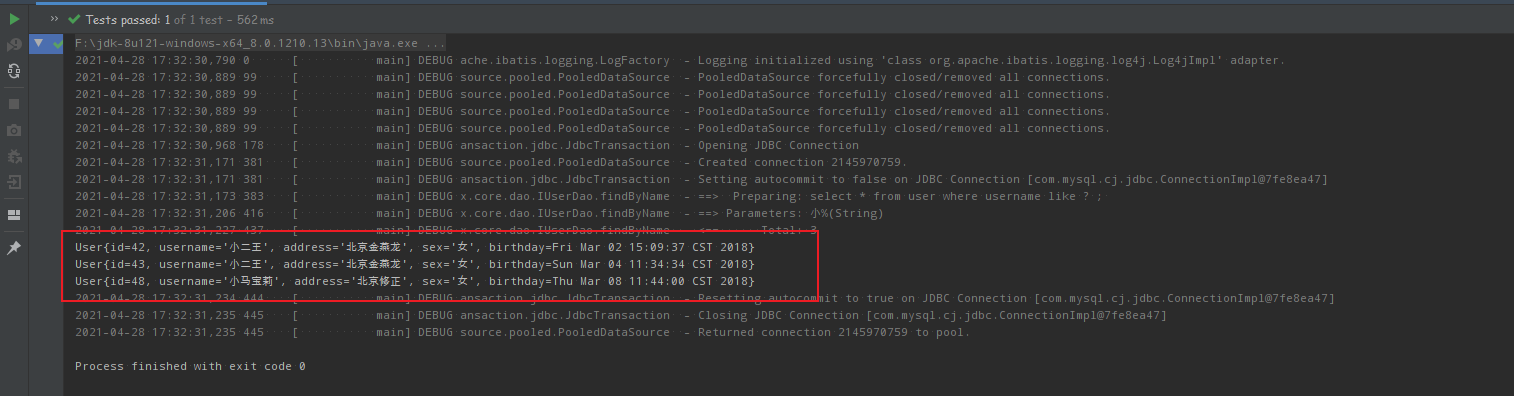 Tests passed: 1 of 1 test – 562 ms
F:\jdk-8u121-windows-x64_8.0.1210.13\bin\java.exe ...
2021-04-28 17:32:30,790 0 [ main] DEBUG ache.ibatis.logging.LogFactory - Logging initialized using 'class org.apache.ibatis.logging.log4j.Log4jImpl' adapter.
2021-04-28 17:32:30,889 99 [ main] DEBUG source.pooled.PooledDataSource - PooledDataSource forcefully closed/removed all connections.
2021-04-28 17:32:30,889 99 [ main] DEBUG source.pooled.PooledDataSource - PooledDataSource forcefully closed/removed all connections.
2021-04-28 17:32:30,889 99 [ main] DEBUG source.pooled.PooledDataSource - PooledDataSource forcefully closed/removed all connections.
2021-04-28 17:32:30,889 99 [ main] DEBUG source.pooled.PooledDataSource - PooledDataSource forcefully closed/removed all connections.
2021-04-28 17:32:30,968 178 [ main] DEBUG ansaction.jdbc.JdbcTransaction - Opening JDBC Connection
2021-04-28 17:32:31,171 381 [ main] DEBUG source.pooled.PooledDataSource - Created connection 2145970759.
2021-04-28 17:32:31,171 381 [ main] DEBUG ansaction.jdbc.JdbcTransaction - Setting autocommit to false on JDBC Connection [com.mysql.cj.jdbc.ConnectionImpl@7fe8ea47]
2021-04-28 17:32:31,173 383 [ main] DEBUG x.core.dao.IUserDao.findByName - ==> Preparing: select * from user where username like ? ;
2021-04-28 17:32:31,206 416 [ main] DEBUG x.core.dao.IUserDao.findByName - ==> Parameters: 小%(String)
2021-04-28 17:32:31,227 437 [ main] DEBUG x.core.dao.IUserDao.findByName - <== Total: 3
User{id=42, username='小二王', address='北京金燕龙', sex='女', birthday=Fri Mar 02 15:09:37 CST 2018}
User{id=43, username='小二王', address='北京金燕龙', sex='女', birthday=Sun Mar 04 11:34:34 CST 2018}
User{id=48, username='小马宝莉', address='北京修正', sex='女', birthday=Thu Mar 08 11:44:00 CST 2018}
2021-04-28 17:32:31,234 444 [ main] DEBUG ansaction.jdbc.JdbcTransaction - Resetting autocommit to true on JDBC Connection [com.mysql.cj.jdbc.ConnectionImpl@7fe8ea47]
2021-04-28 17:32:31,235 445 [ main] DEBUG ansaction.jdbc.JdbcTransaction - Closing JDBC Connection [com.mysql.cj.jdbc.ConnectionImpl@7fe8ea47]
2021-04-28 17:32:31,235 445 [ main] DEBUG source.pooled.PooledDataSource - Returned connection 2145970759 to pool.
Process finished with exit code 0